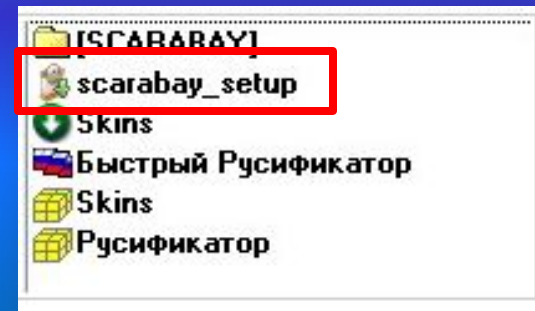 [SCARABAY]
scarabay_setup
Skins
Быстрый Русификатор
Skins
Русификатор